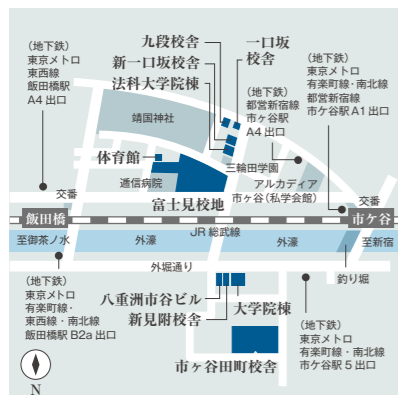 九段校舎
新一口坂校舎
法科大学院棟
一口坂
校舎
(地下鉄)
東京メトロ
東西線
飯田橋駅
A4 出口
靖国神社
(地下鉄)
都営新宿線
市ヶ谷駅
A4 出口
(地下鉄)
東京メトロ
有楽町線・南北線
都営新宿線
市ケ谷駅 A1 出口
体育館
逓信病院
三輪田学園
アルカディア
市ヶ谷(私学会館)
富士見校地
交番
交番
飯田橋
JR 総武線
市ケ谷
至御茶ノ水
外濠
外濠
至新宿
外堀通り
釣り堀
(地下鉄)
東京メトロ
有楽町線・
東西線・南北線
飯田橋駅 B2a 出口
八重洲市谷ビル
新見附校舎
大学院棟
市ヶ谷田町校舎
(地下鉄)
東京メトロ
有楽町線・南北線
市ケ谷駅 5 出口
N